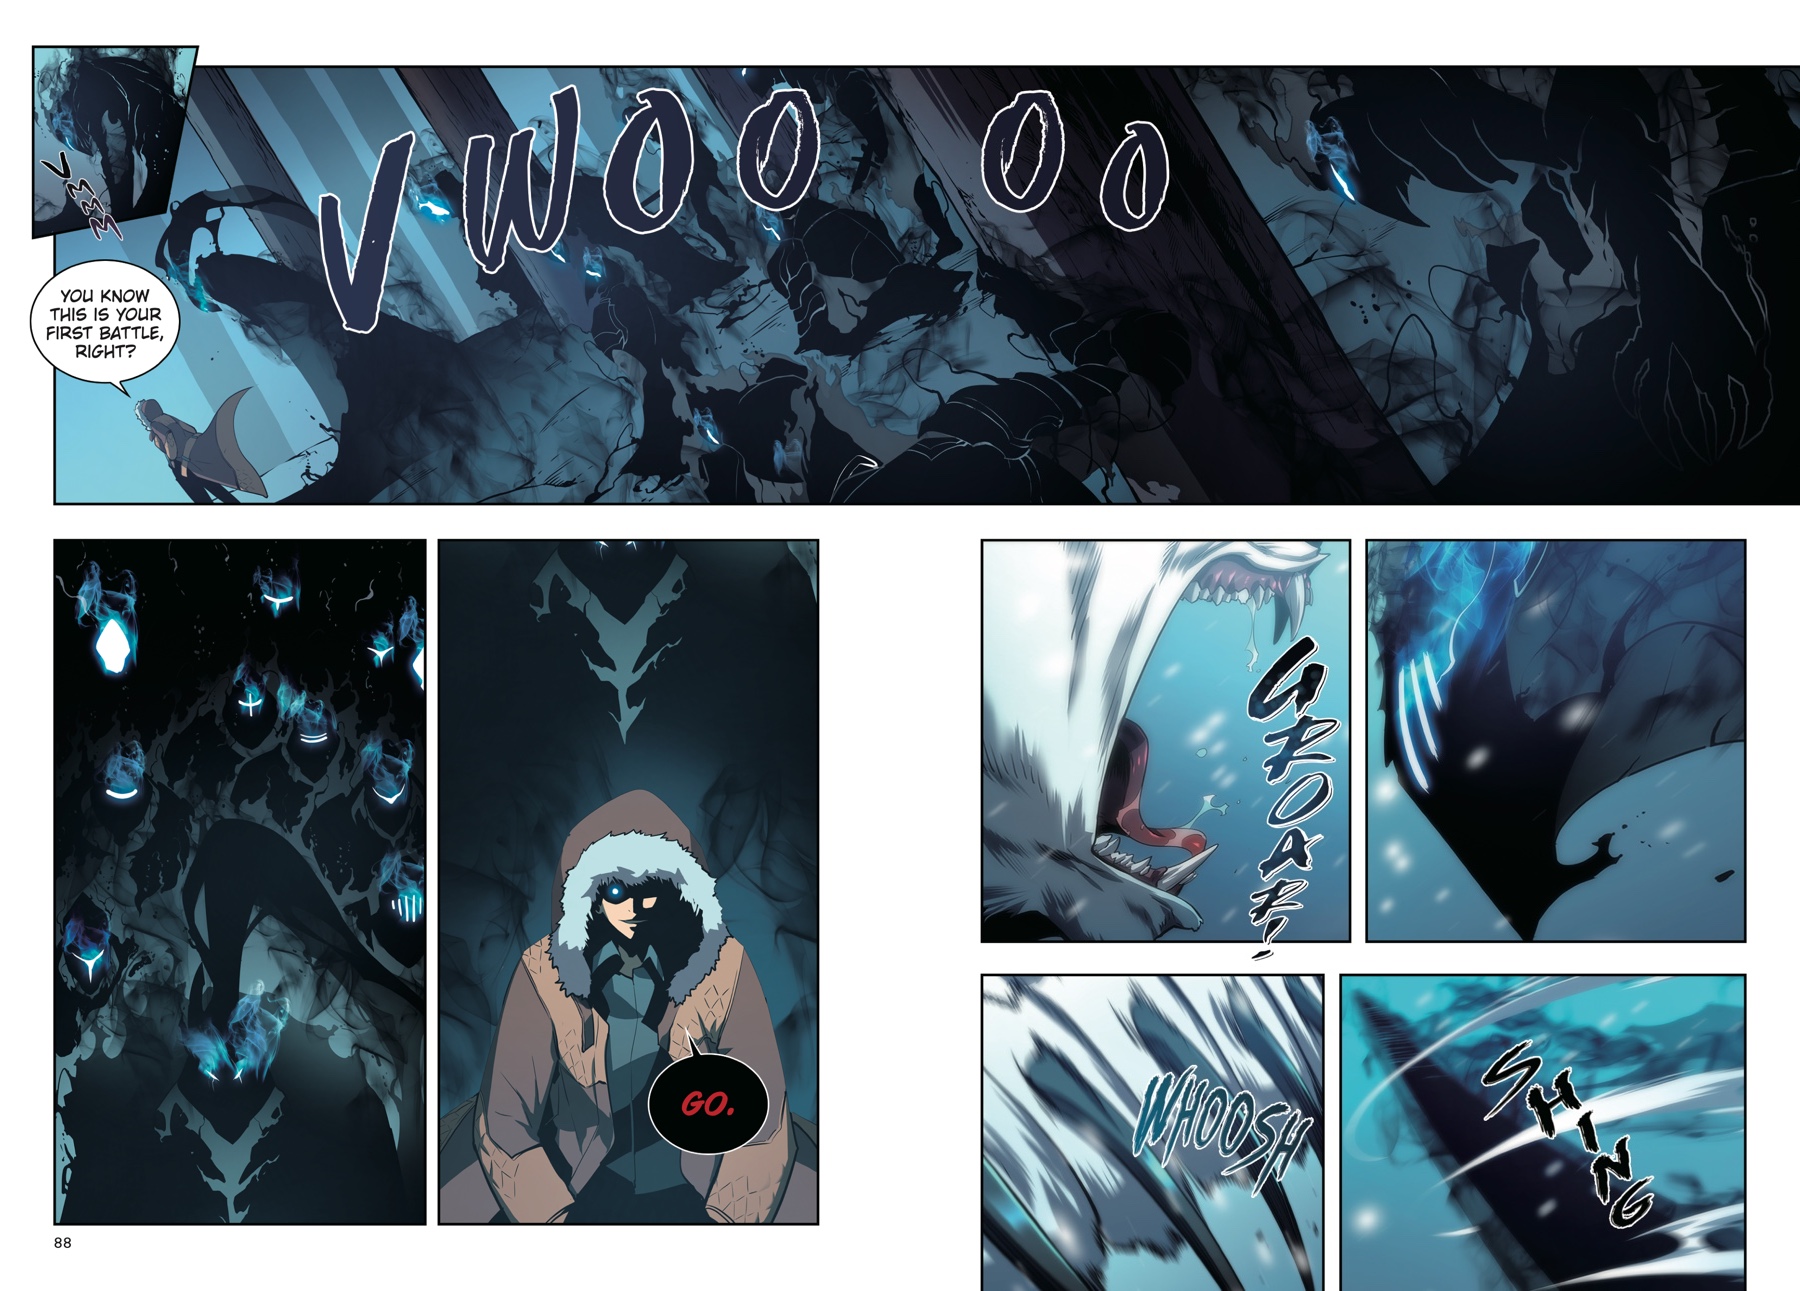 VMMM
VWOOOO
YOU KNOW
THIS IS YOUR
FIRST BATTLE,
RIGHT?
GO.
88
GROAR!
WHOOSH
SHING